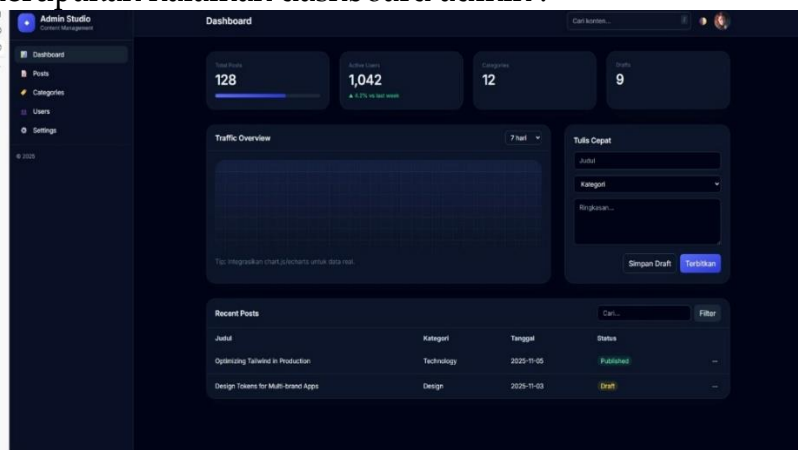 merupakan halaman dashboard admin :
Admin Studio
Content Management
Dashboard
Cari konten...
/
Dashboard
Posts
Categories
Users
Settings
© 2025
Total Posts
128
Active Users
1,042
▲ 4.2% vs last week
Categories
12
Drafts
9
Traffic Overview
7 hari
Tip: Integrasikan chart.js/echarts untuk data real.
Tulis Cepat
Judul
Kategori
Ringkasan...
Simpan Draft
Terbitkan
Recent Posts
Cari...
Filter
Judul Kategori Tanggal Status
Optimizing Tailwind in Production Technology 2025-11-05 Published ...
Design Tokens for Multi-brand Apps Design 2025-11-03 Draft ...